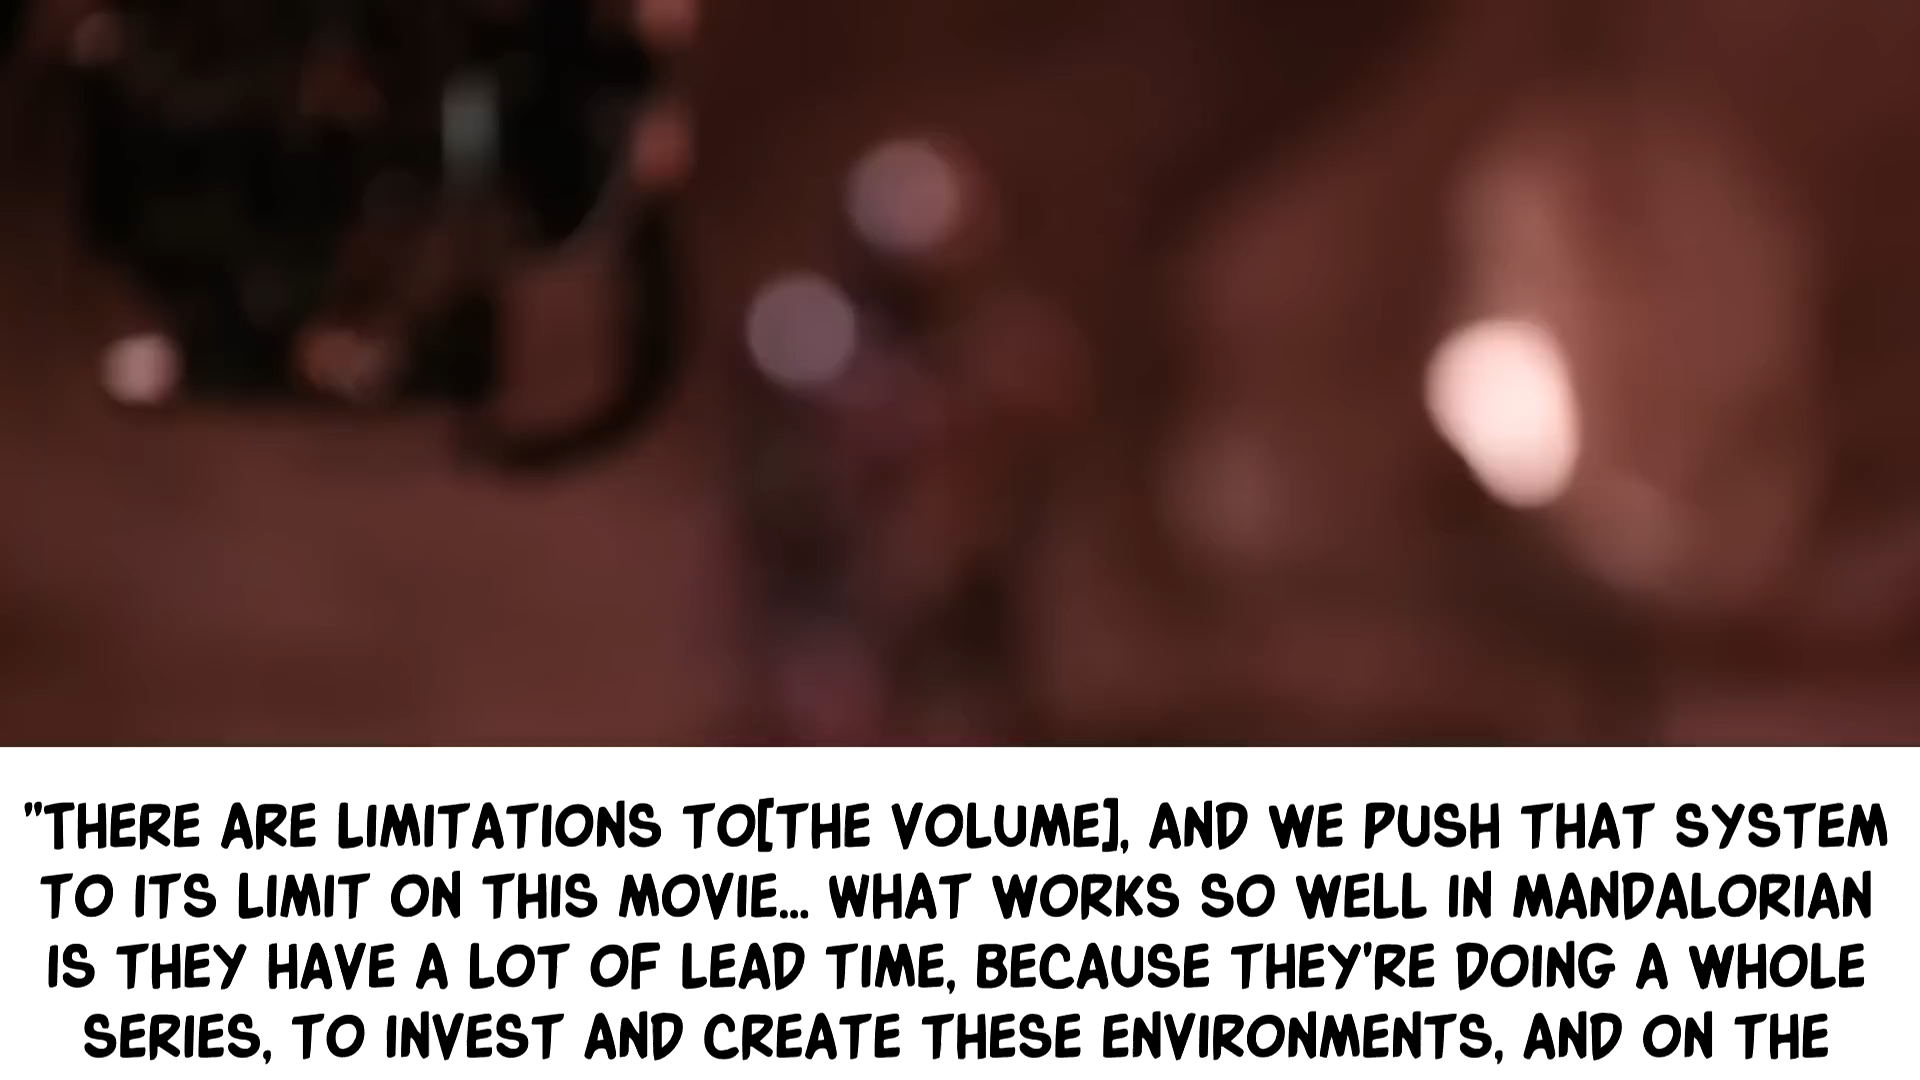 "THERE ARE LIMITATIONS TO[THE VOLUME], AND WE PUSH THAT SYSTEM
TO ITS LIMIT ON THIS MOVIE... WHAT WORKS SO WELL IN MANDALORIAN
IS THEY HAVE A LOT OF LEAD TIME, BECAUSE THEY'RE DOING A WHOLE
SERIES, TO INVEST AND CREATE THESE ENVIRONMENTS, AND ON THE